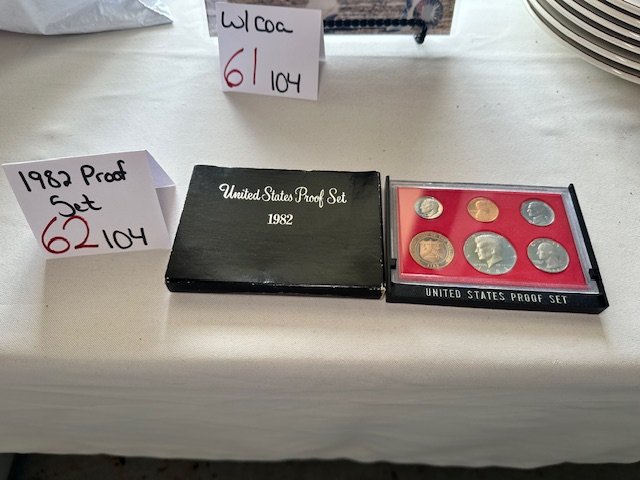 w/ coa
61 104
1982 Proof
Set
62 104
United States Proof Set
1982
UNITED STATES PROOF SET